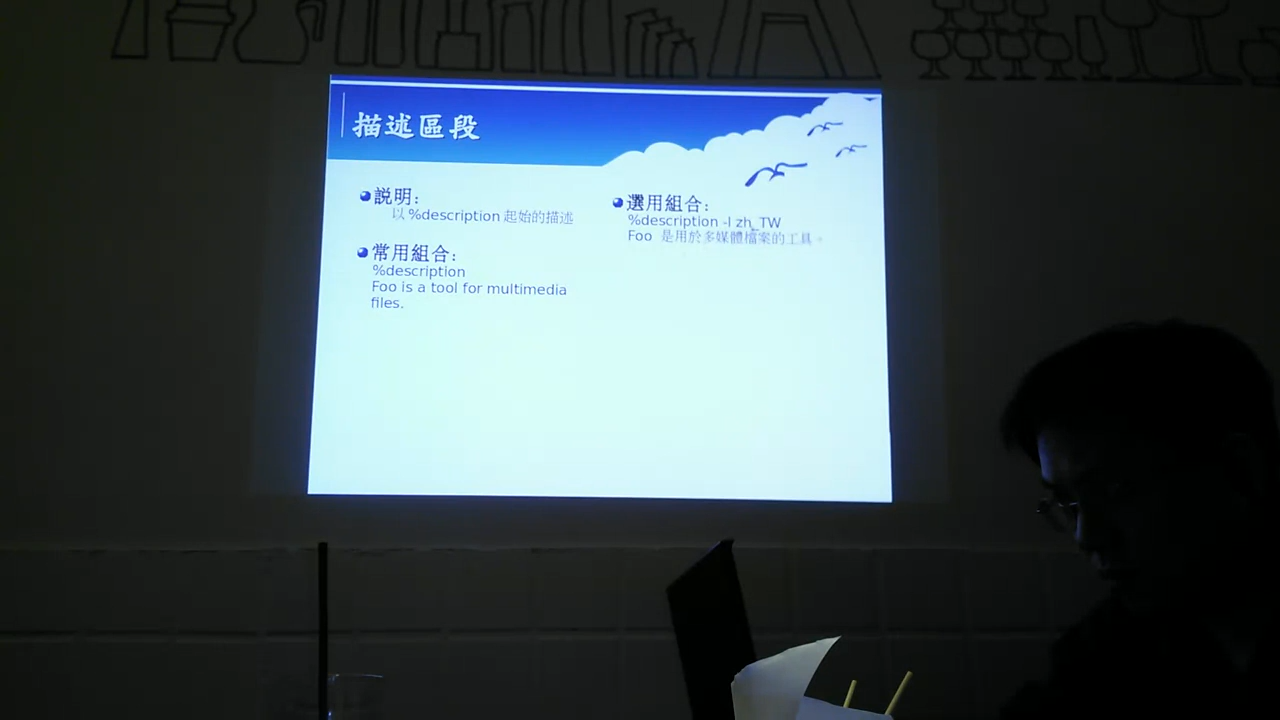 描述區段
説明:
以 %description 起始的描述
常用組合:
%description
Foo is a tool for multimedia
files.
選用組合:
%description -l zh_TW
Foo 是用於多媒體檔案的工具。